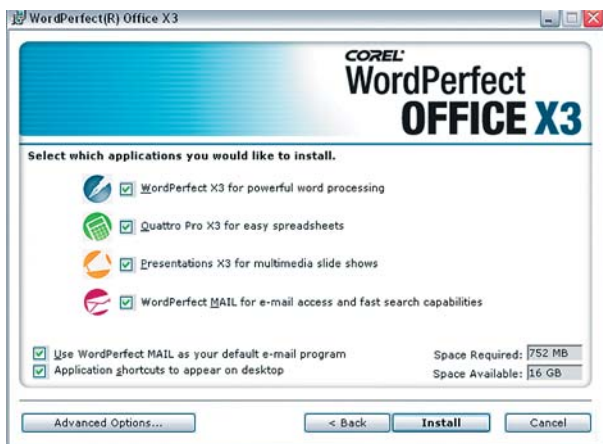 WordPerfect(R) Office X3
COREL
WordPerfect
OFFICE X3
Select which applications you would like to install.
WordPerfect X3 for powerful word processing
Quattro Pro X3 for easy spreadsheets
Presentations X3 for multimedia slide shows
WordPerfect MAIL for e-mail access and fast search capabilities
Use WordPerfect MAIL as your default e-mail program
Space Required: 752 MB
Application shortcuts to appear on desktop
Space Available: 16 GB
Advanced Options... < Back Install Cancel